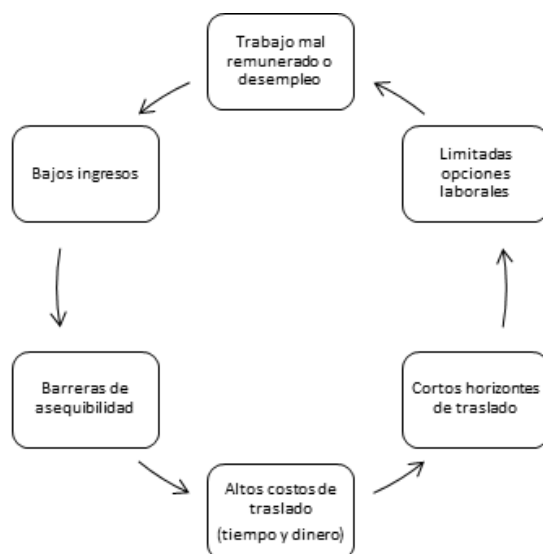 Trabajo mal
remunerado o
desempleo
Bajos ingresos
Limitadas
opciones
laborales
Barreras de
asequibilidad
Cortos horizontes
de traslado
Altos costos de
traslado
(tiempo y dinero)